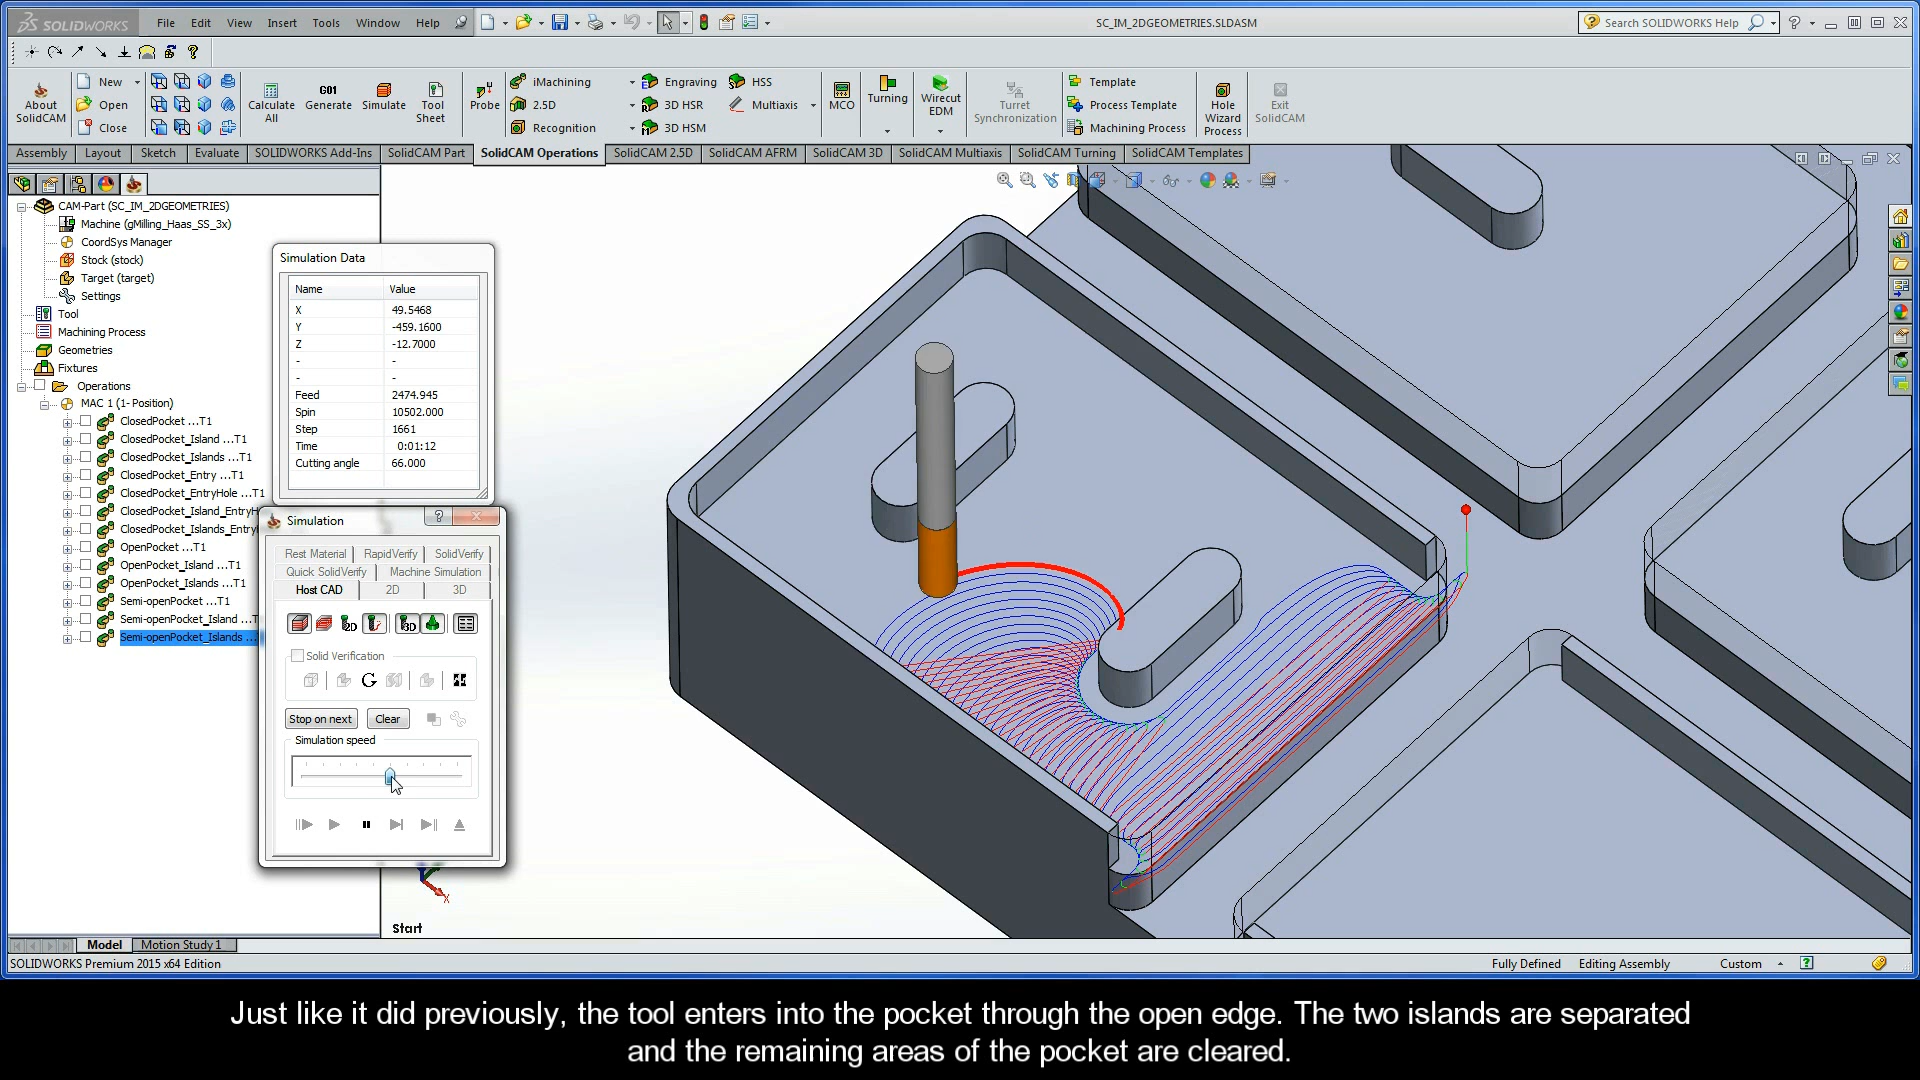 SOLIDWORKS File Edit View Insert Tools Window Help SC_IM_2DGEOMETRIES.SLDASM Search SOLIDWORKS Help
About SolidCAM
New
Open
Close
Calculate All
G01 Generate
Simulate
Tool Sheet
Probe
iMachining
2.5D
Recognition
Engraving
3D HSR
3D HSM
HSS
Multiaxis
MCO
Turning
Wirecut EDM
Turret Synchronization
Template
Process Template
Machining Process
Hole Wizard Process
Exit SolidCAM
Assembly Layout Sketch Evaluate SOLIDWORKS Add-Ins SolidCAM Part SolidCAM Operations SolidCAM 2.5D SolidCAM AFRM SolidCAM 3D SolidCAM Multiaxis SolidCAM Turning SolidCAM Templates
CAM-Part (SC_IM_2DGEOMETRIES)
Machine (gMilling_Haas_SS_3x)
CoordSys Manager
Stock (stock)
Target (target)
Settings
Tool
Machining Process
Geometries
Fixtures
Operations
MAC 1 (1- Position)
ClosedPocket ...T1
ClosedPocket_Island ...T1
ClosedPocket_Islands ...T1
ClosedPocket_Entry ...T1
ClosedPocket_EntryHole ...T1
ClosedPocket_Island_EntryH
ClosedPocket_Islands_Entry
OpenPocket ...T1
OpenPocket_Island ...T1
OpenPocket_Islands ...T1
Semi-openPocket ...T1
Semi-openPocket_Island ...T
Semi-openPocket_Islands ...
Simulation Data
Name Value
X 49.5468
Y -459.1600
Z -12.7000
- -
- -
Feed 2474.945
Spin 10502.000
Step 1661
Time 0:01:12
Cutting angle 66.000
Simulation
Rest Material RapidVerify SolidVerify
Quick SolidVerify Machine Simulation
Host CAD 2D 3D
2D 3D
Solid Verification
Stop on next Clear
Simulation speed
X
Start
Model Motion Study 1
SOLIDWORKS Premium 2015 x64 Edition Fully Defined Editing Assembly Custom
Just like it did previously, the tool enters into the pocket through the open edge. The two islands are separated
and the remaining areas of the pocket are cleared.